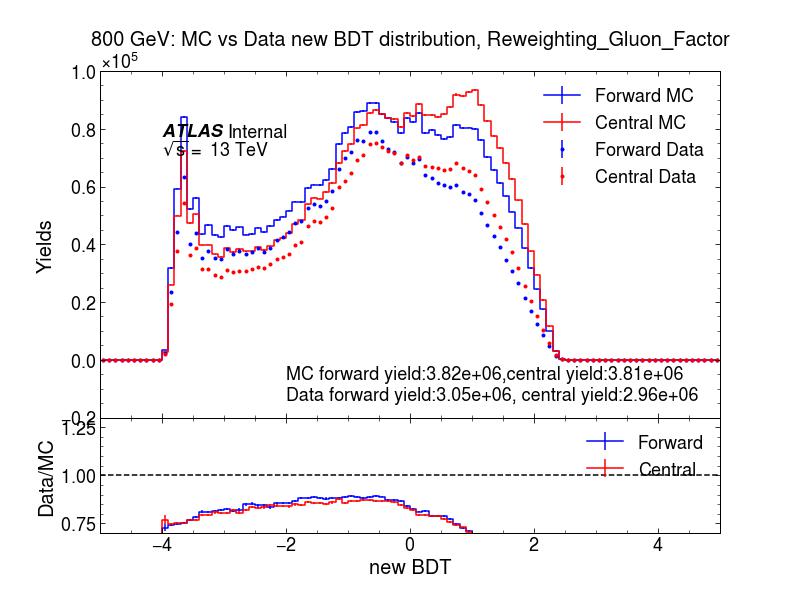 800 GeV: MC vs Data new BDT distribution, Reweighting_Gluon_Factor
×10⁵
1.0
0.8
0.6
0.4
0.2
0.0
0.2
Yields
ATLAS Internal
√s = 13 TeV
Forward MC
Central MC
Forward Data
Central Data
MC forward yield:3.82e+06,central yield:3.81e+06
Data forward yield:3.05e+06, central yield:2.96e+06
1.25
1.00
0.75
Data/MC
Forward
Central
−4 −2 0 2 4
new BDT